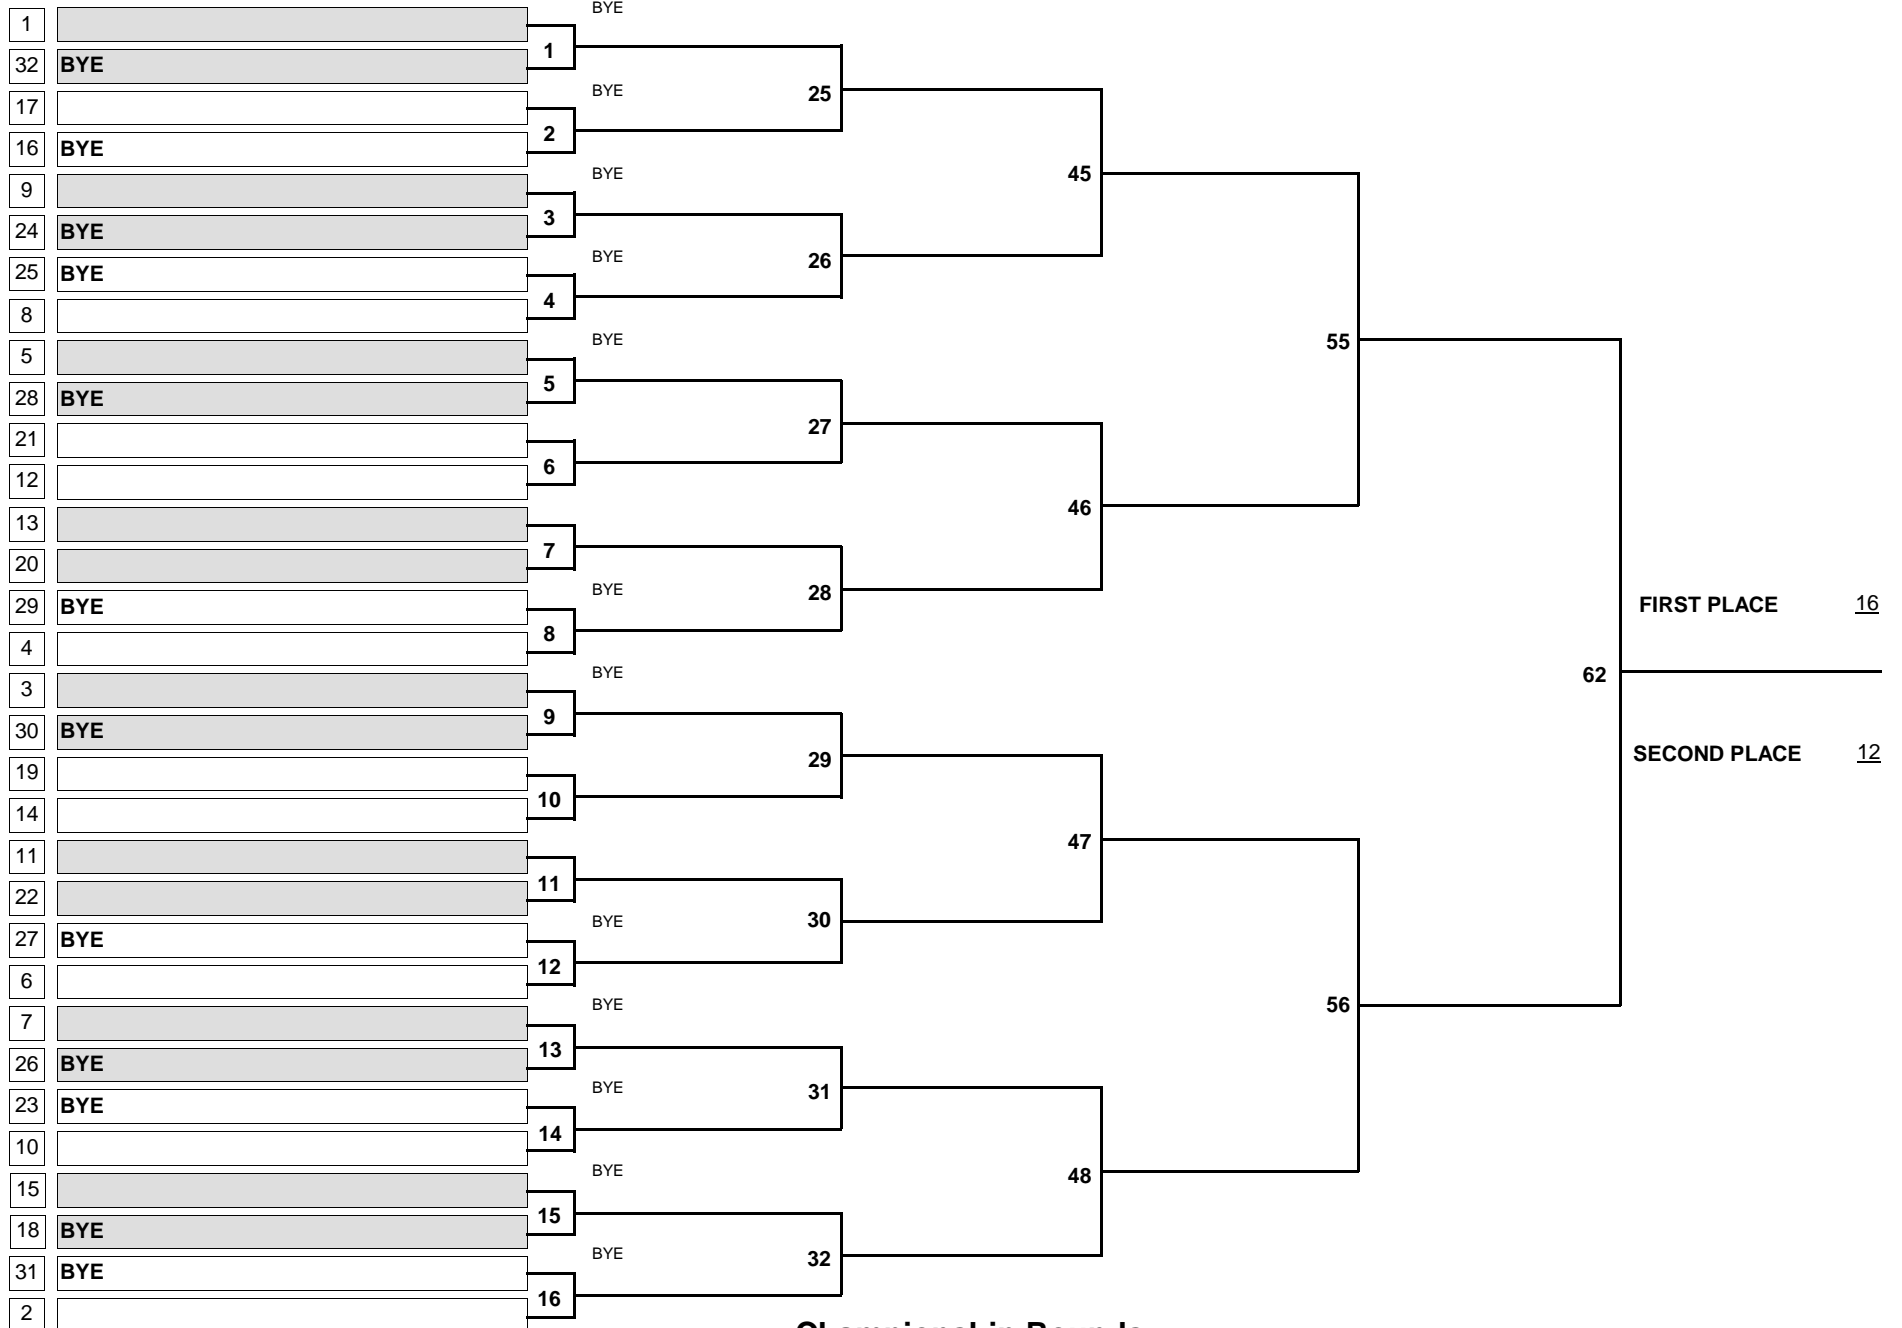 BYE
1
1
32 BYE
BYE
25
17
2
16 BYE
BYE
45
9
3
24 BYE
BYE
26
25 BYE
4
8
BYE
55
5
5
28 BYE
27
21
6
12
46
13
7
20
BYE
28
29 BYE
FIRST PLACE 16
8
4
BYE
62
3
9
30 BYE
SECOND PLACE 12
29
19
10
14
47
11
11
22
BYE
30
27 BYE
12
6
BYE
56
7
13
26 BYE
BYE
31
23 BYE
14
10
BYE
48
15
15
18 BYE
BYE
32
31 BYE
16
2
Championship Rounds